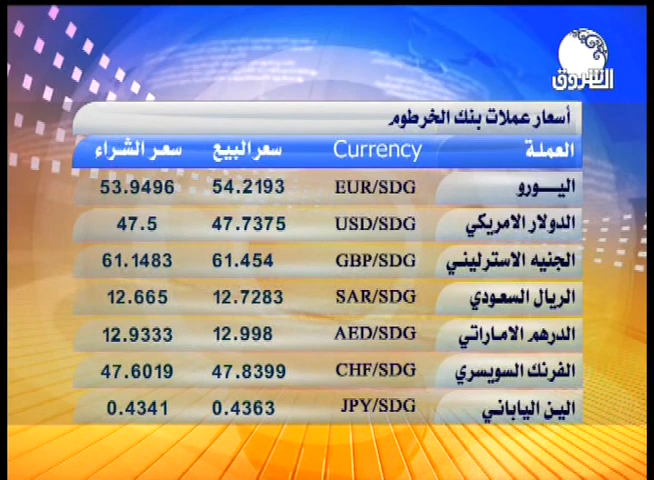 الشروق
أسعار عملات بنك الخرطوم
العملة Currency سعر البيع سعر الشراء
اليـــورو EUR/SDG 54.2193 53.9496
الدولار الامريكي USD/SDG 47.7375 47.5
الجنيه الاسترليني GBP/SDG 61.454 61.1483
الريال السعودي SAR/SDG 12.7283 12.665
الدرهم الاماراتي AED/SDG 12.998 12.9333
الفرنك السويسري CHF/SDG 47.8399 47.6019
الين الياباني JPY/SDG 0.4363 0.4341